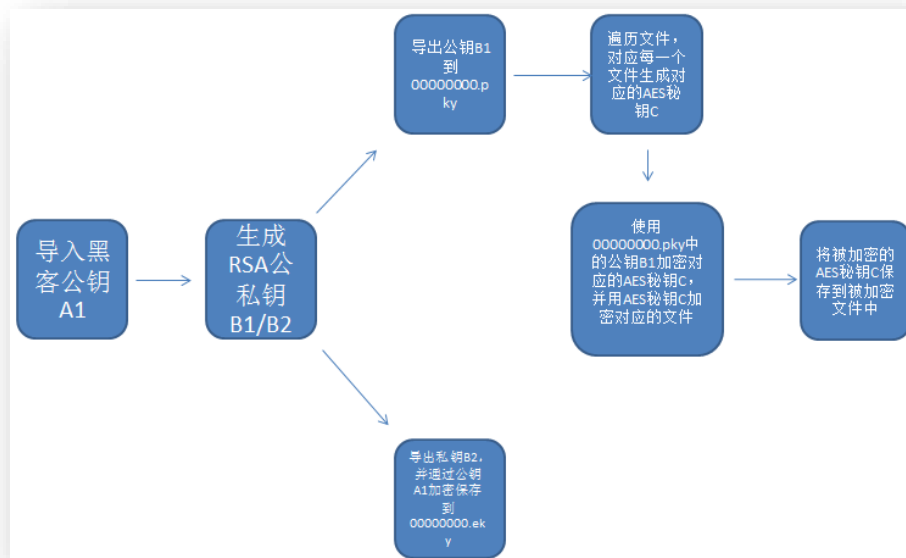 导入黑
客公钥
A1
生成
RSA公
私钥
B1/B2
导出公钥B1
到
00000000.p
ky
遍历文件，
对应每一个
文件生成对
应的AES秘
钥C
使用
00000000.pky中
的公钥B1加密对
应的AES秘钥C，
并用AES秘钥C加
密对应的文件
将被加密的
AES秘钥C保
存到被加密
文件中
导出私钥B2，
并通过公钥
A1加密保存
到
00000000.ek
y